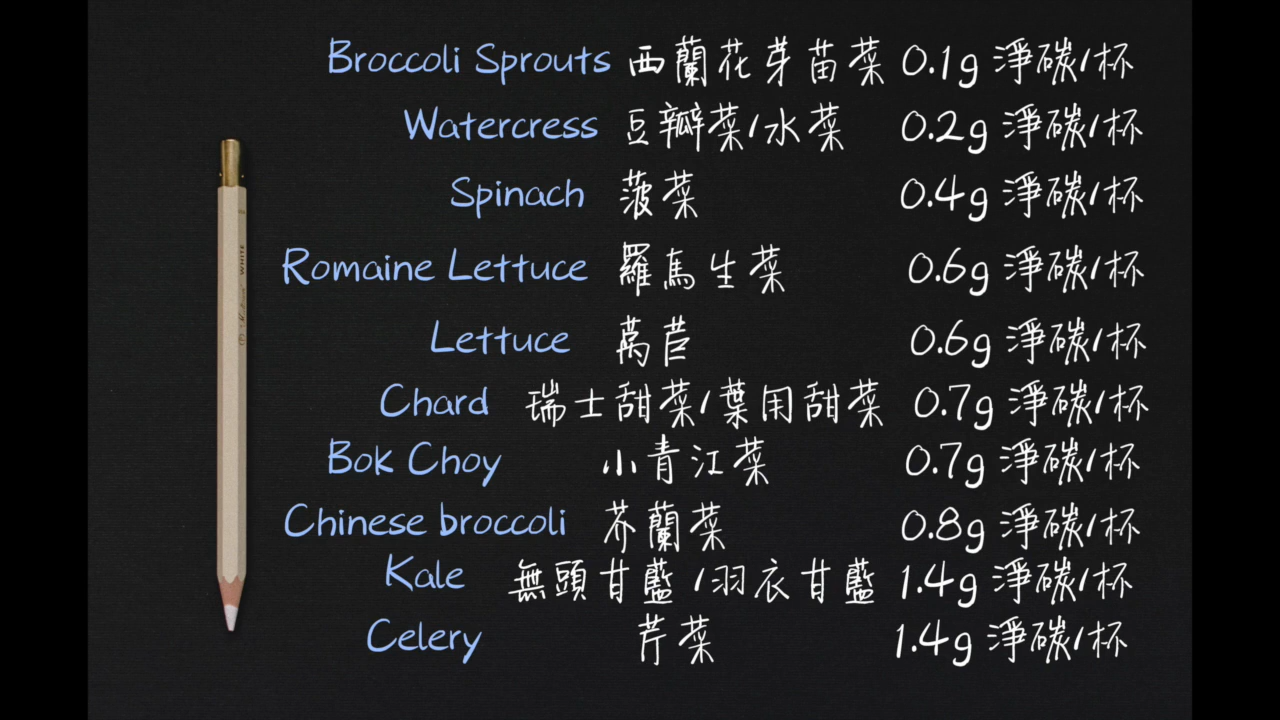 Broccoli Sprouts 西蘭花芽苗菜 0.1g 淨碳/杯
Watercress 豆瓣菜/水菜 0.2g 淨碳/杯
Spinach 菠菜 0.4g 淨碳/杯
Romaine Lettuce 羅馬生菜 0.6g 淨碳/杯
Lettuce 萵苣 0.6g 淨碳/杯
Chard 瑞士甜菜/葉用甜菜 0.7g 淨碳/杯
Bok Choy 小青江菜 0.7g 淨碳/杯
Chinese broccoli 芥蘭菜 0.8g 淨碳/杯
Kale 無頭甘藍/羽衣甘藍 1.4g 淨碳/杯
Celery 芹菜 1.4g 淨碳/杯
WHITE